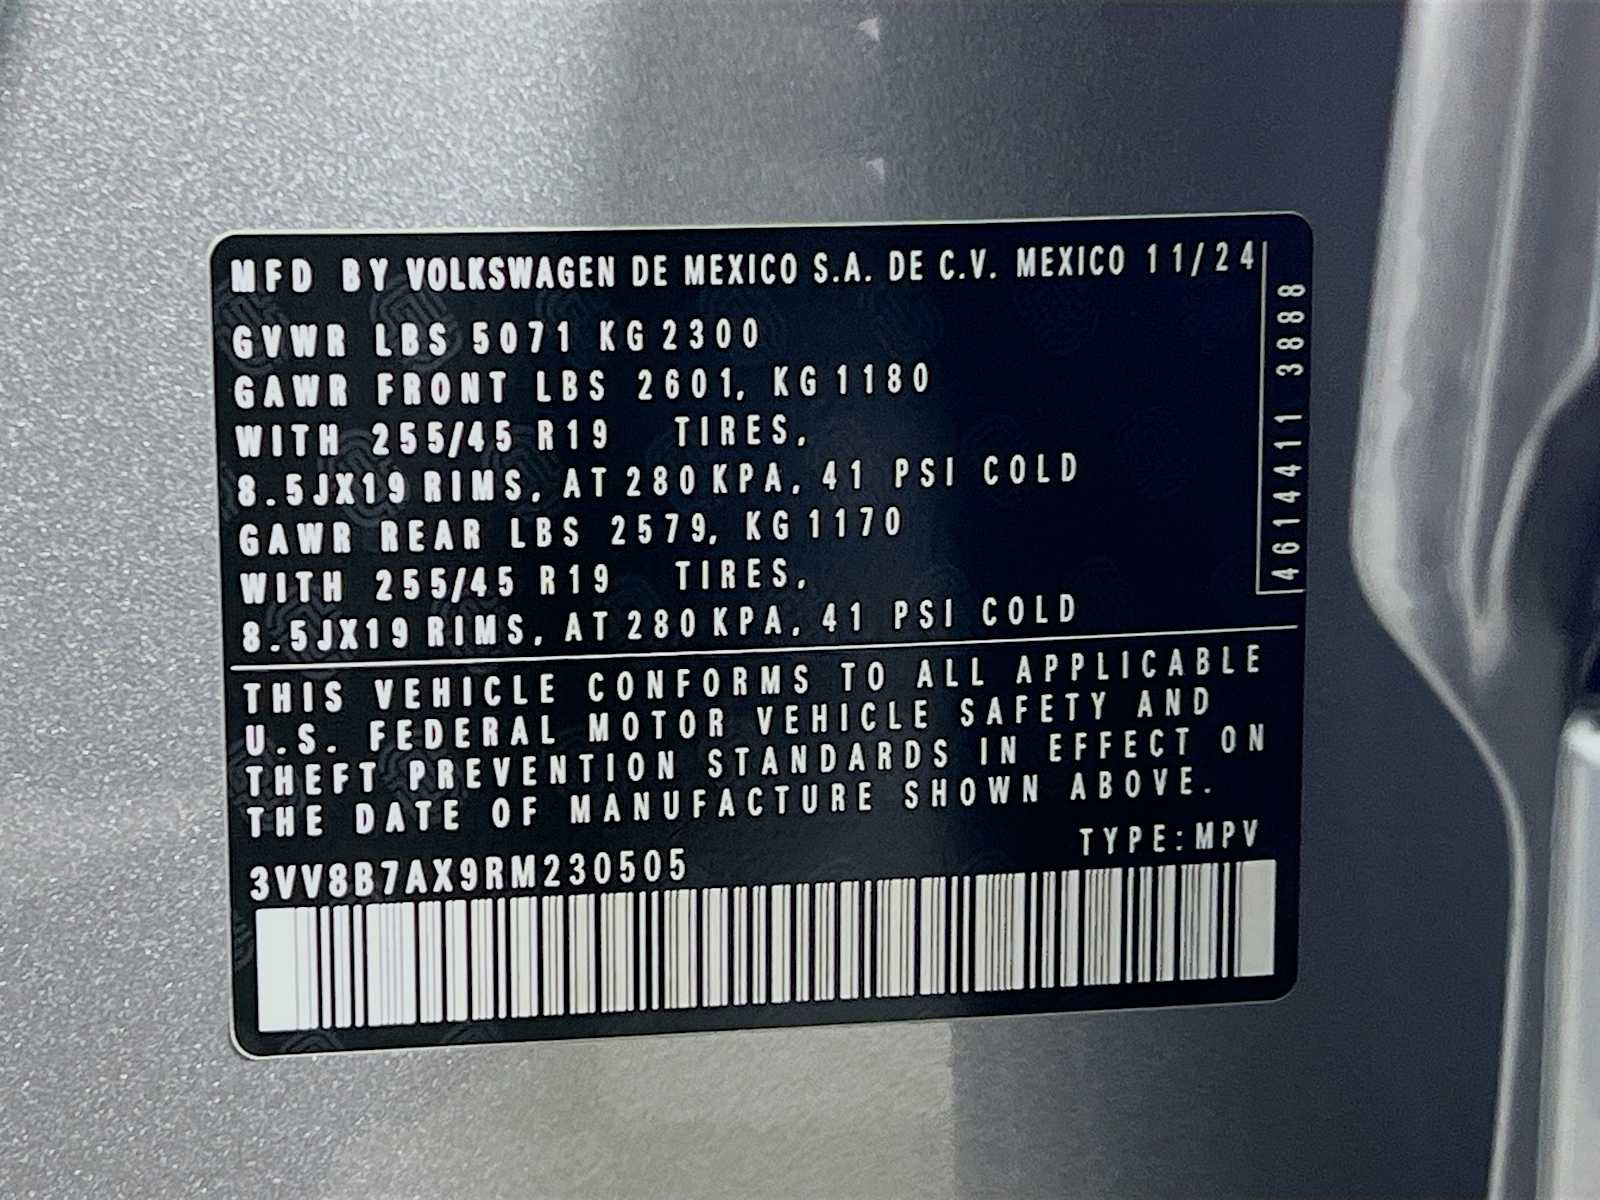 MFD BY VOLKSWAGEN DE MEXICO S.A. DE C.V. MEXICO 11/24
GVWR LBS 5071 KG 2300
GAWR FRONT LBS 2601, KG 1180
WITH 255/45 R19 TIRES,
8.5JX19 RIMS, AT 280 KPA, 41 PSI COLD
GAWR REAR LBS 2579, KG 1170
WITH 255/45 R19 TIRES,
8.5JX19 RIMS, AT 280 KPA, 41 PSI COLD
4614411 3888
THIS VEHICLE CONFORMS TO ALL APPLICABLE
U.S. FEDERAL MOTOR VEHICLE SAFETY AND
THEFT PREVENTION STANDARDS IN EFFECT ON
THE DATE OF MANUFACTURE SHOWN ABOVE.
TYPE:MPV
3VV8B7AX9RM230505